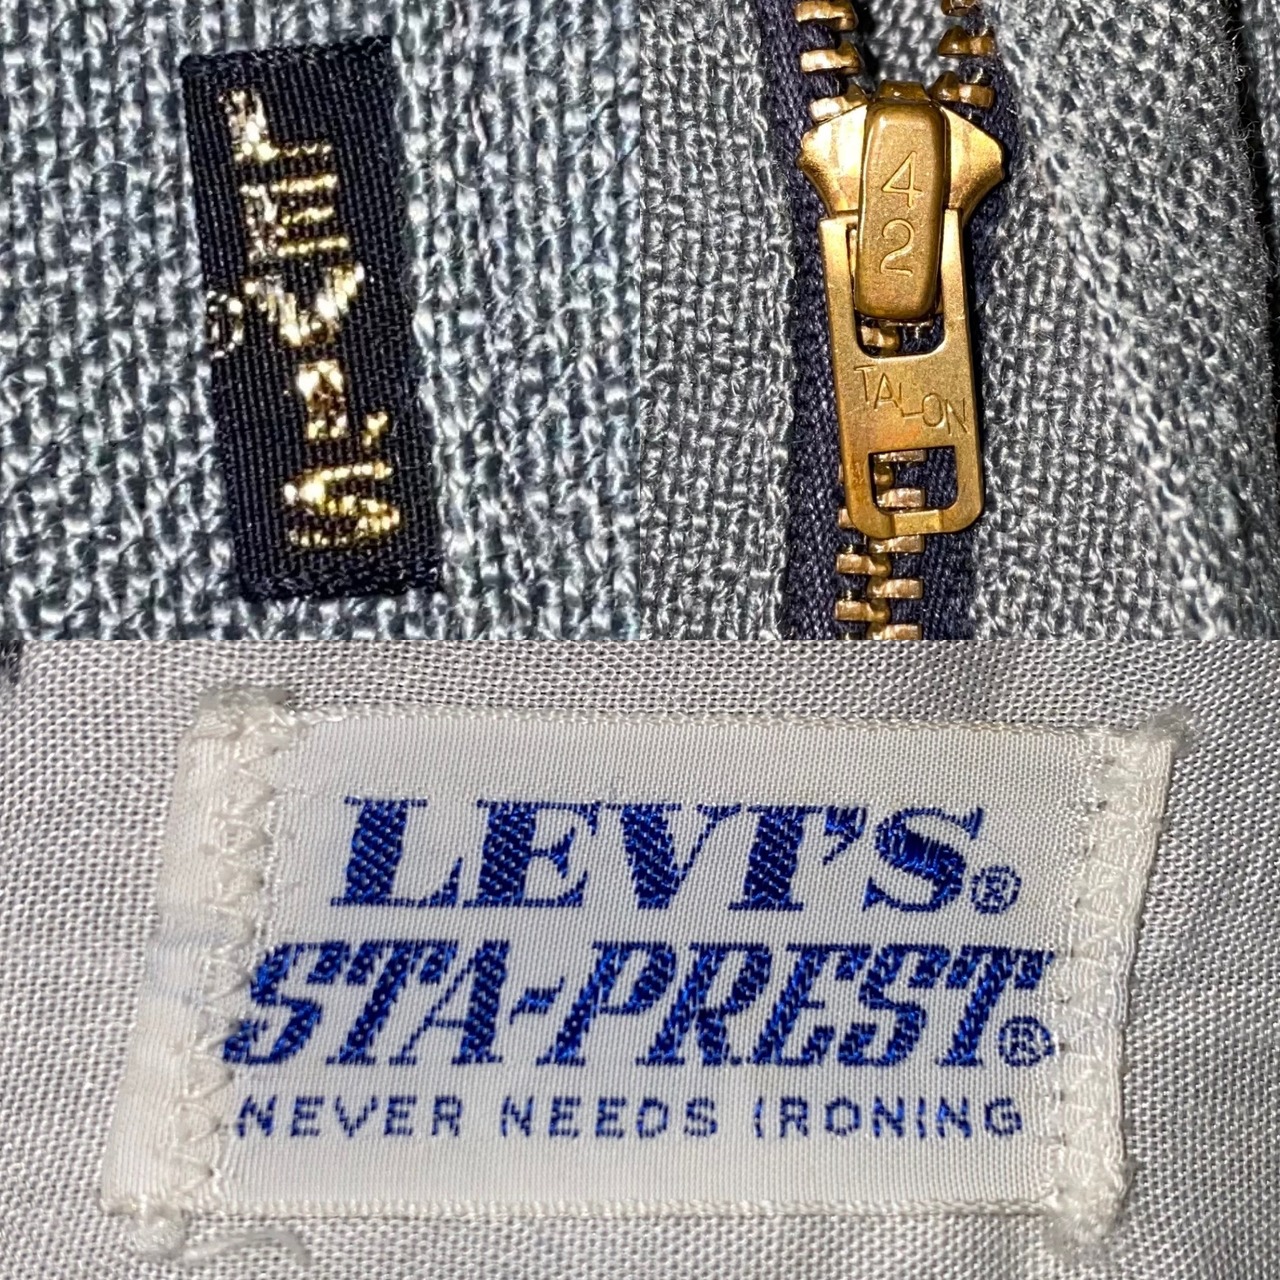 LEVI'S®
42
TALON
LEVI'S®
STA-PREST®
NEVER NEEDS IRONING